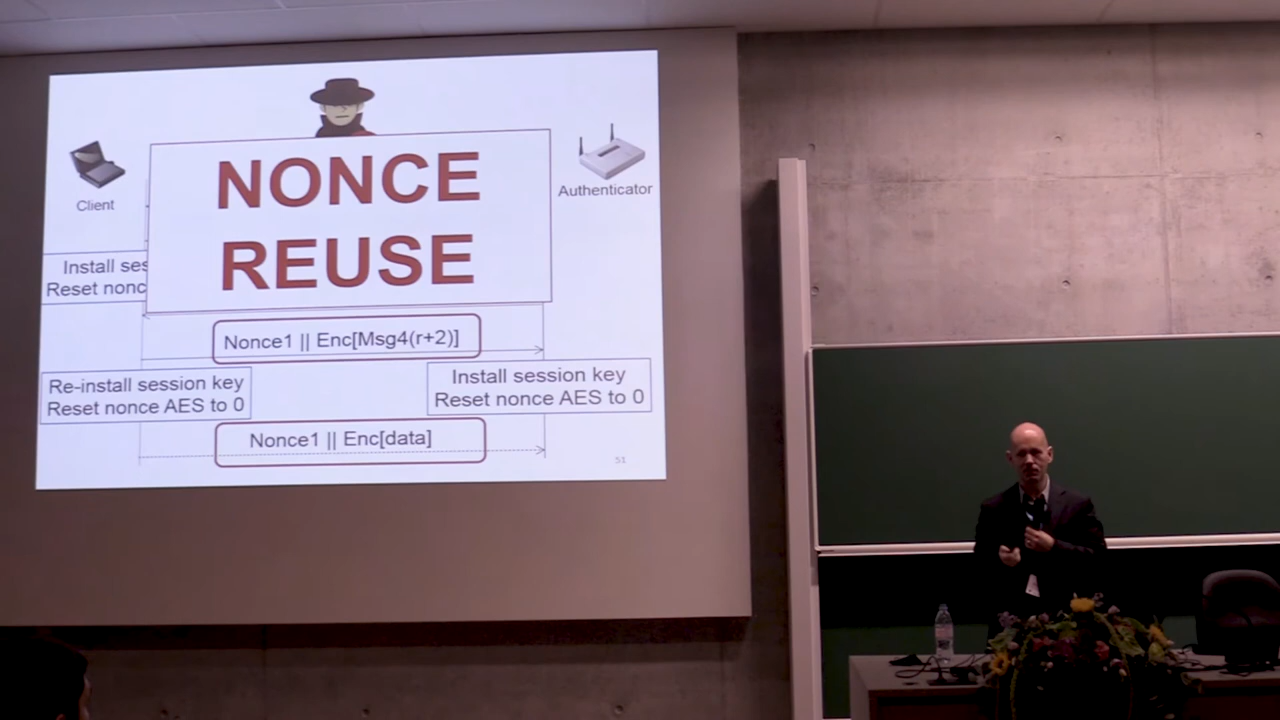 NONCE
REUSE
Client
Authenticator
Install ses
Reset nonc
Nonce1 || Enc[Msg4(r+2)]
Re-install session key
Reset nonce AES to 0
Install session key
Reset nonce AES to 0
Nonce1 || Enc[data]
51